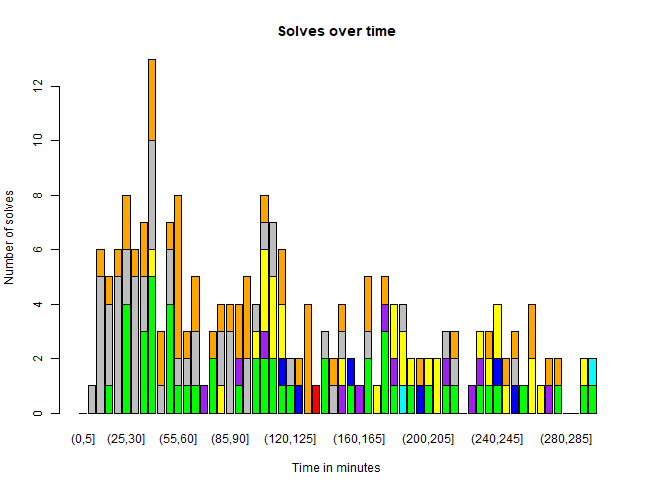 Solves over time
Number of solves
12
10
8
6
4
2
0
(0,5] (25,30] (55,60] (85,90] (120,125] (160,165] (200,205] (240,245] (280,285]
Time in minutes